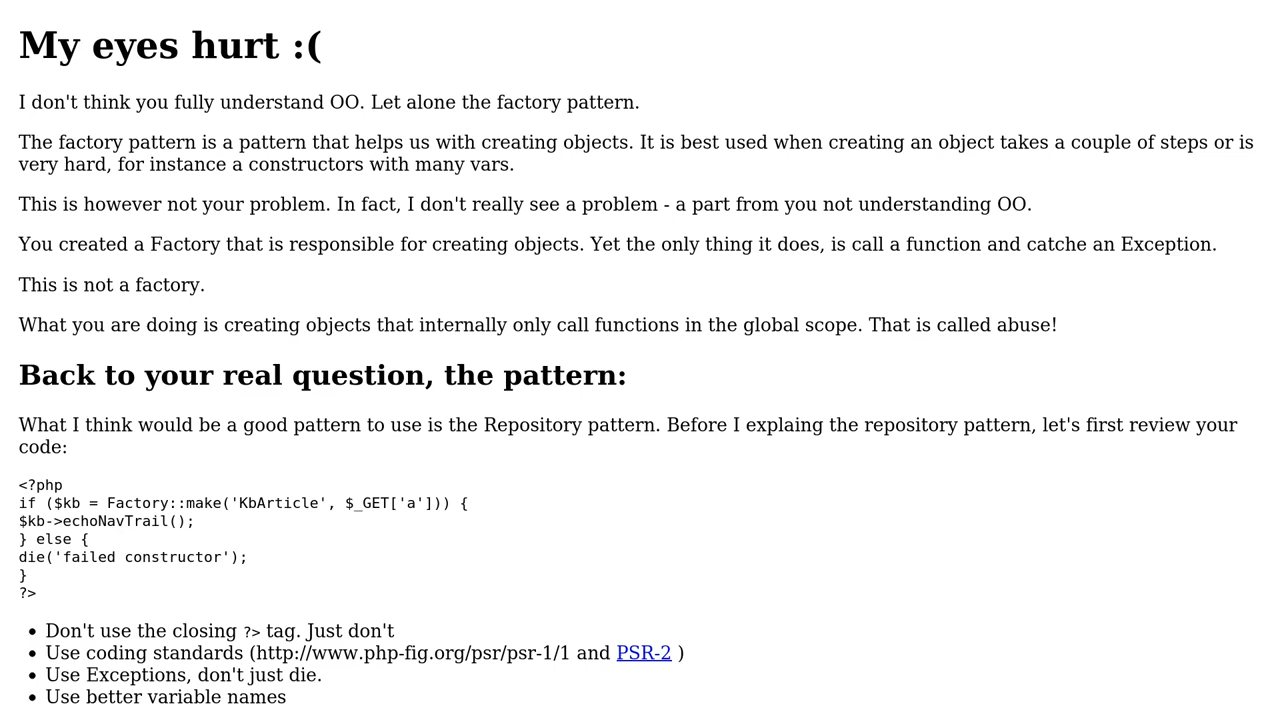 My eyes hurt :(
I don't think you fully understand OO. Let alone the factory pattern.
The factory pattern is a pattern that helps us with creating objects. It is best used when creating an object takes a couple of steps or is
very hard, for instance a constructors with many vars.
This is however not your problem. In fact, I don't really see a problem - a part from you not understanding OO.
You created a Factory that is responsible for creating objects. Yet the only thing it does, is call a function and catche an Exception.
This is not a factory.
What you are doing is creating objects that internally only call functions in the global scope. That is called abuse!
Back to your real question, the pattern:
What I think would be a good pattern to use is the Repository pattern. Before I explaing the repository pattern, let's first review your
code:
<?php
if ($kb = Factory::make('KbArticle', $_GET['a'])) {
$kb->echoNavTrail();
} else {
die('failed constructor');
}
?>
• Don't use the closing ?> tag. Just don't
• Use coding standards (http://www.php-fig.org/psr/psr-1/1 and PSR-2 )
• Use Exceptions, don't just die.
• Use better variable names